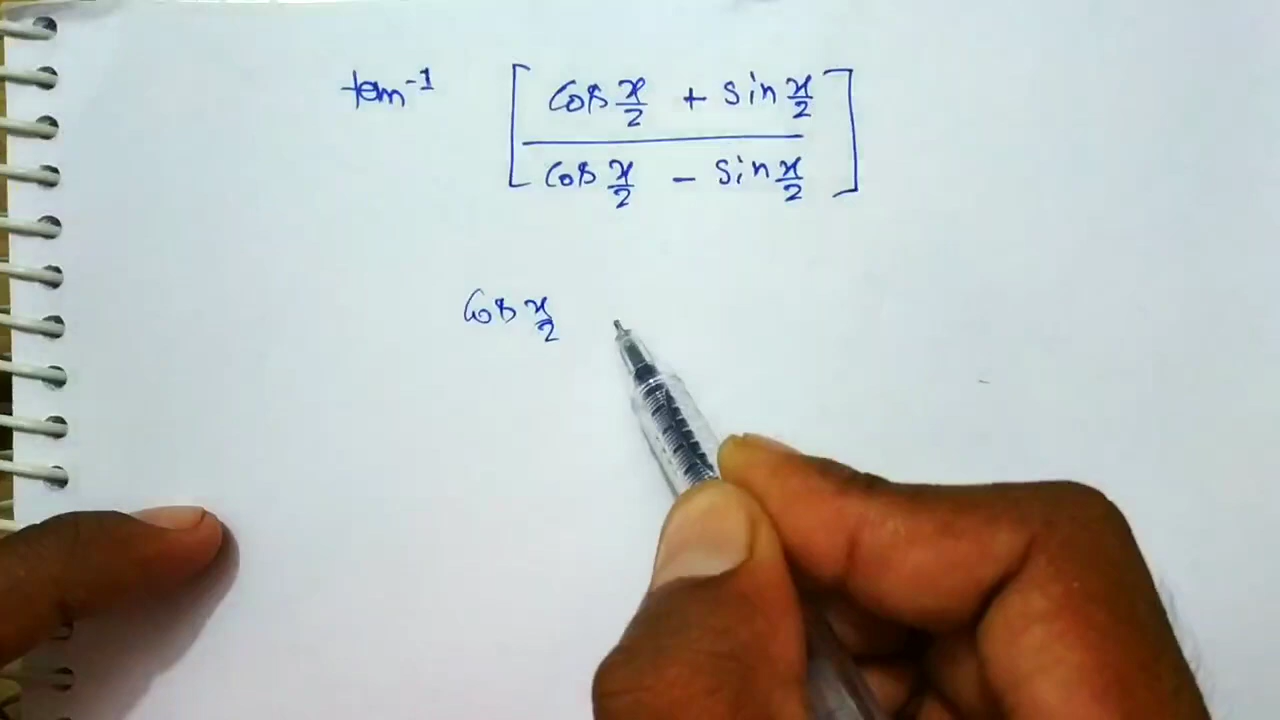 tan⁻¹ [ (cos x/2 + sin x/2) / (cos x/2 - sin x/2) ]
cos x/2